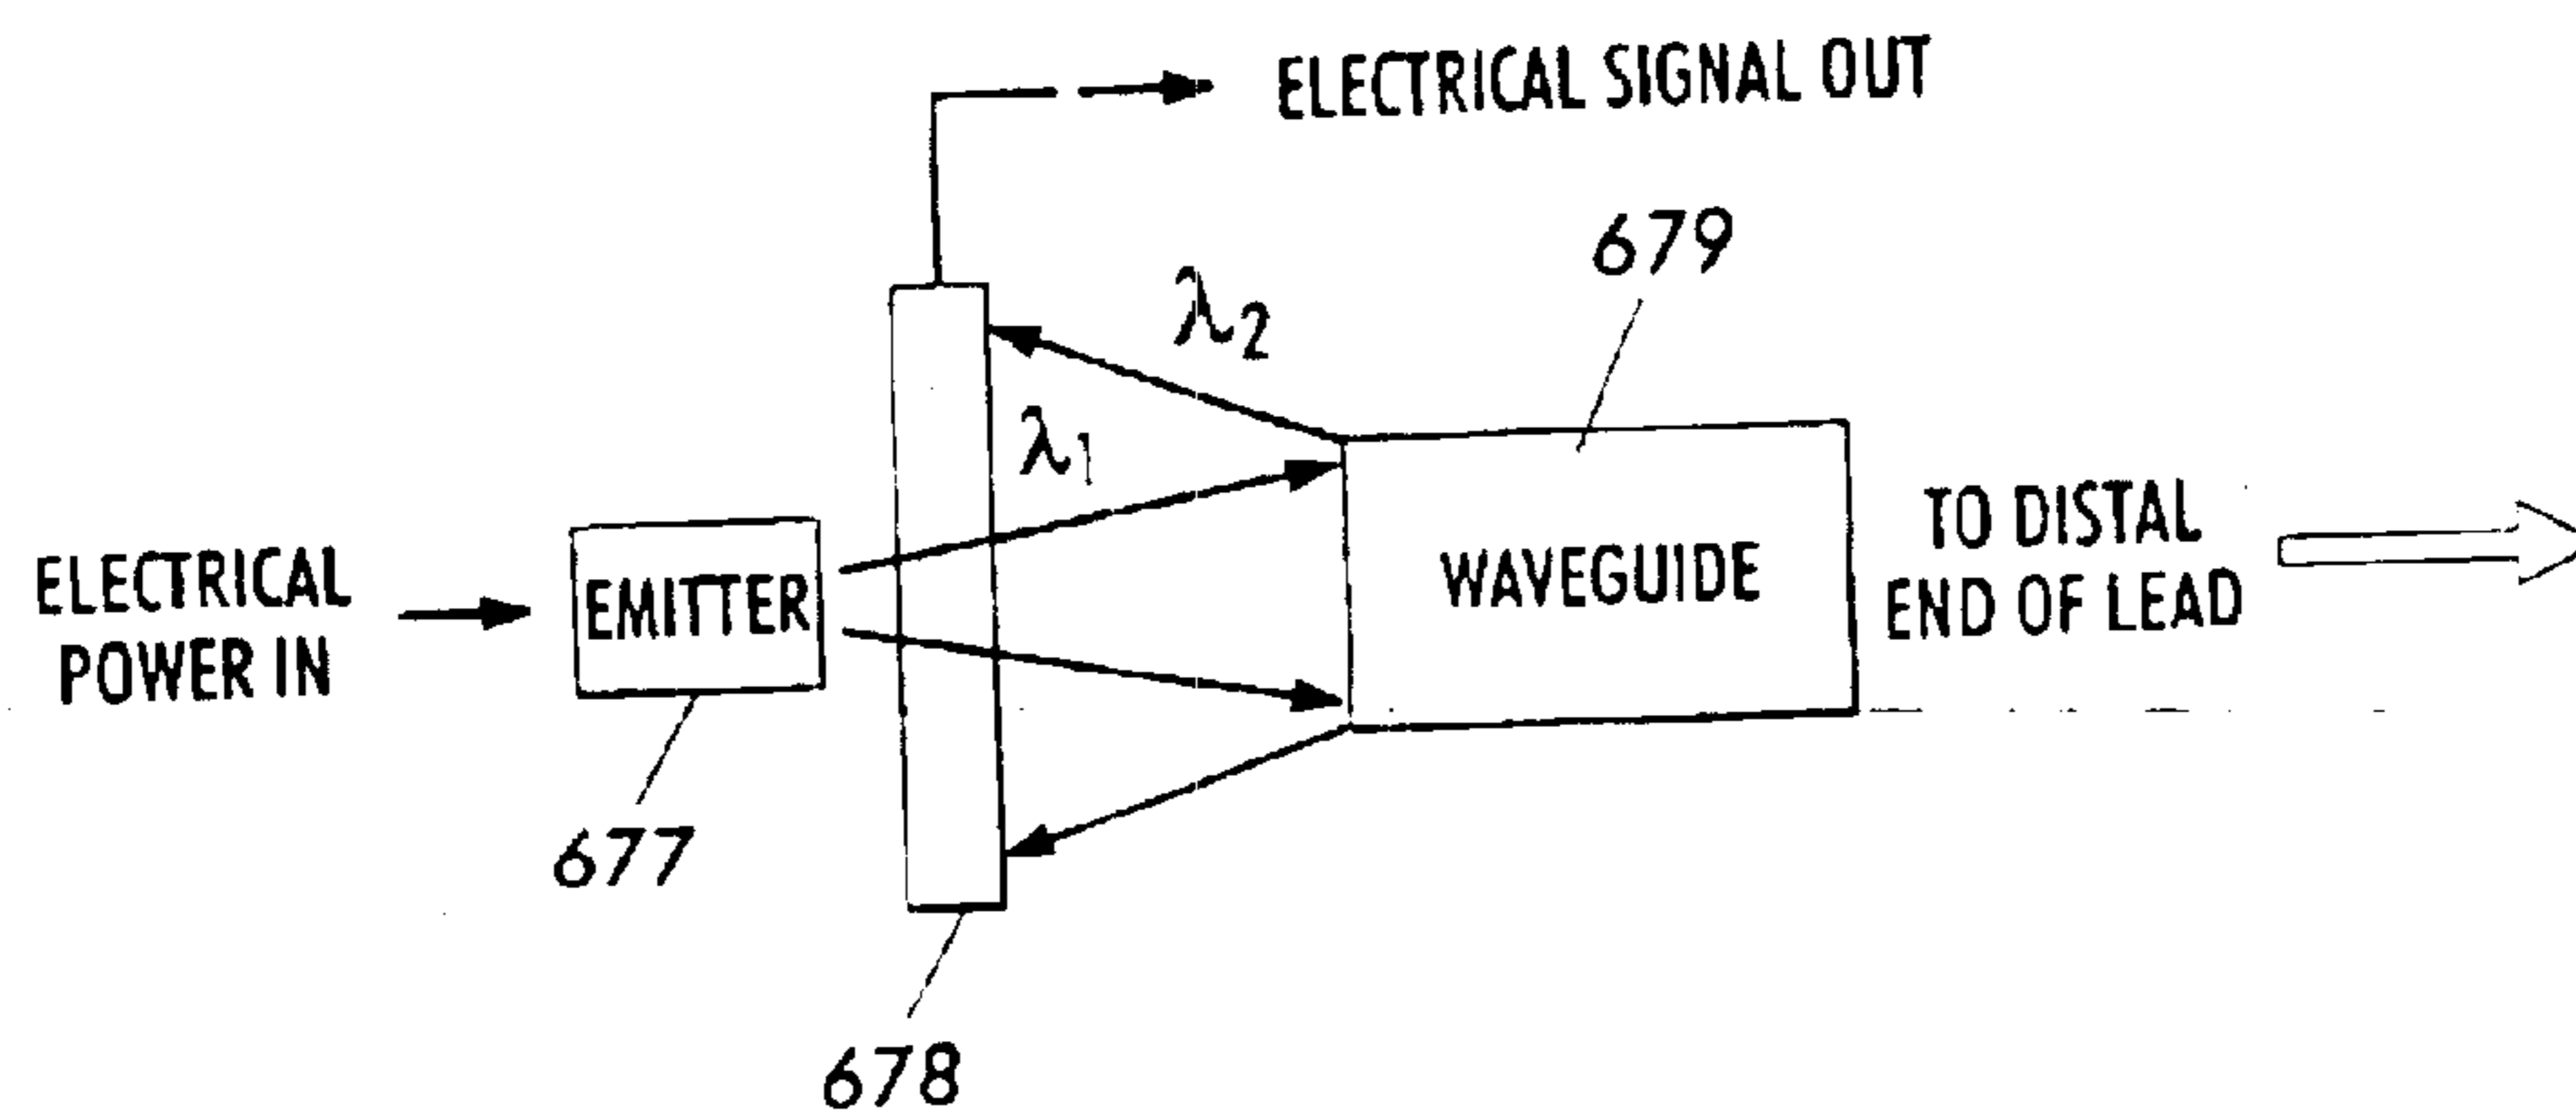 ELECTRICAL SIGNAL OUT
679
λ2
λ1
ELECTRICAL
POWER IN
EMITTER
WAVEGUIDE
TO DISTAL
END OF LEAD
677
678